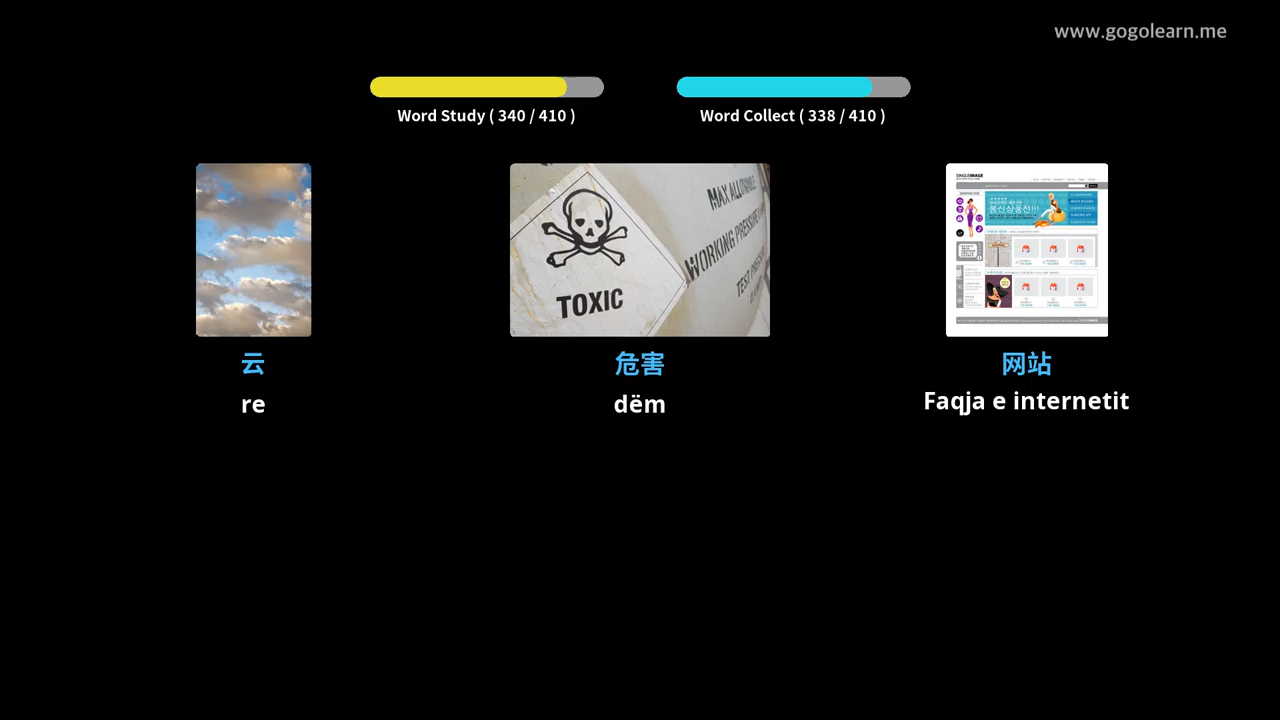 www.gogolearn.me
Word Study ( 340 / 410 )
Word Collect ( 338 / 410 )
MAX ALLOWABLE
WORKING PRESSURE
TOXIC
SINGLEIMAGE
云
危害
网站
re
dëm
Faqja e internetit